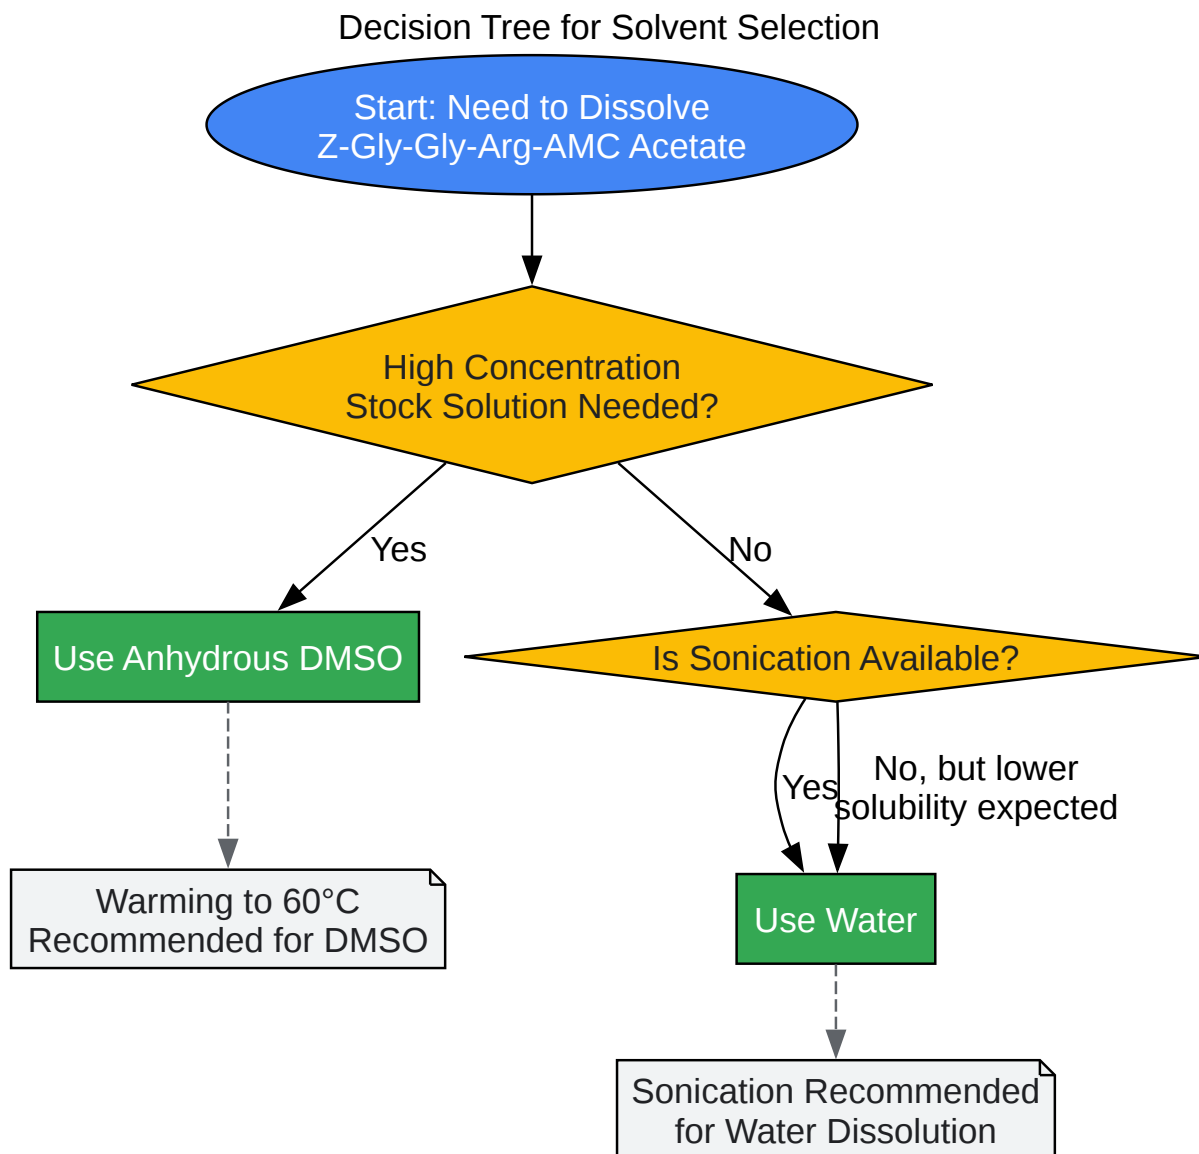 Decision Tree for Solvent Selection
Start: Need to Dissolve
Z-Gly-Gly-Arg-AMC Acetate
High Concentration
Stock Solution Needed?
Yes
No
Use Anhydrous DMSO
Is Sonication Available?
Yes
No, but lower
solubility expected
Warming to 60°C
Recommended for DMSO
Use Water
Sonication Recommended
for Water Dissolution